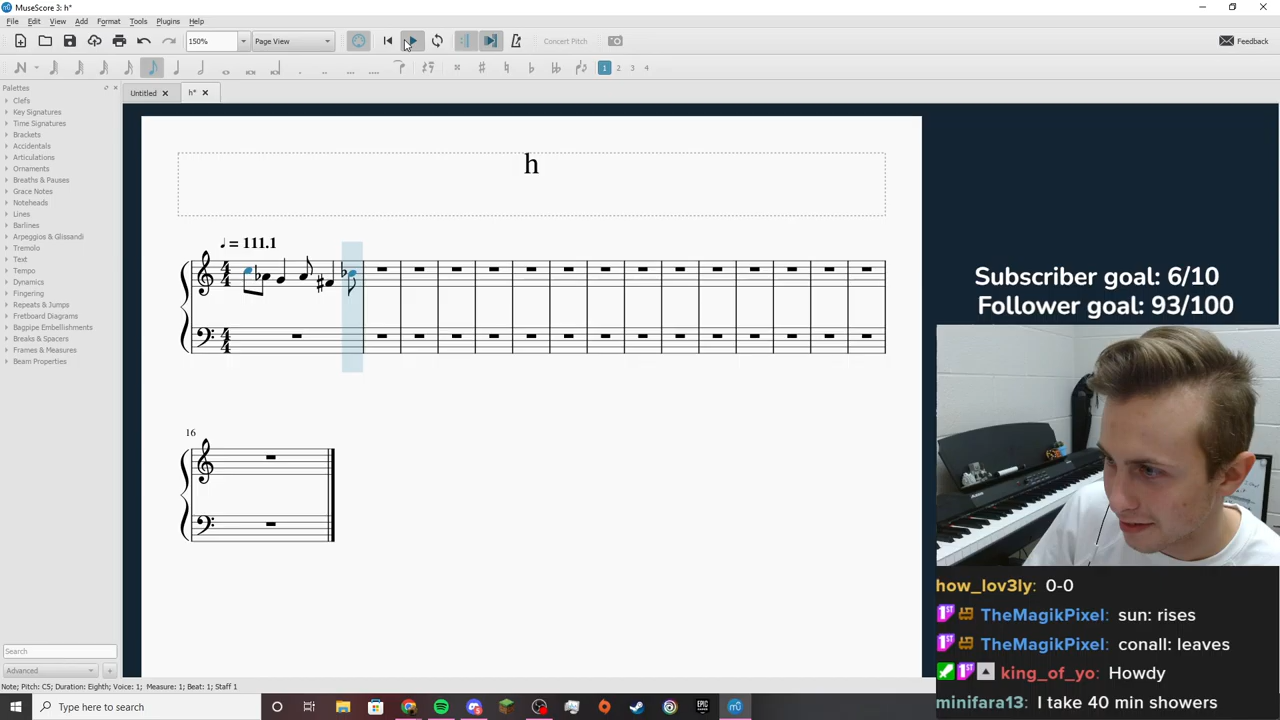 MuseScore 3: h*
File Edit View Add Format Tools Plugins Help
150% Page View Concert Pitch Feedback
1 2 3 4
Palettes
Untitled h*
Clefs
Key Signatures
Time Signatures
Brackets
Accidentals
Articulations
Ornaments
Breaths & Pauses
Grace Notes
Noteheads
Lines
Barlines
Arpeggios & Glissandi
Tremolo
Text
Tempo
Dynamics
Fingering
Repeats & Jumps
Fretboard Diagrams
Bagpipe Embellishments
Breaks & Spacers
Frames & Measures
Beam Properties
h
= 111.1
16
Subscriber goal: 6/10
Follower goal: 93/100
how_lov3ly: 0-0
TheMagikPixel: sun: rises
TheMagikPixel: conall: leaves
king_of_yo: Howdy
minifara13: I take 40 min showers
Search
Advanced
Note; Pitch: C5; Duration: Eighth; Voice: 1; Measure: 1; Beat: 1; Staff 1
Type here to search